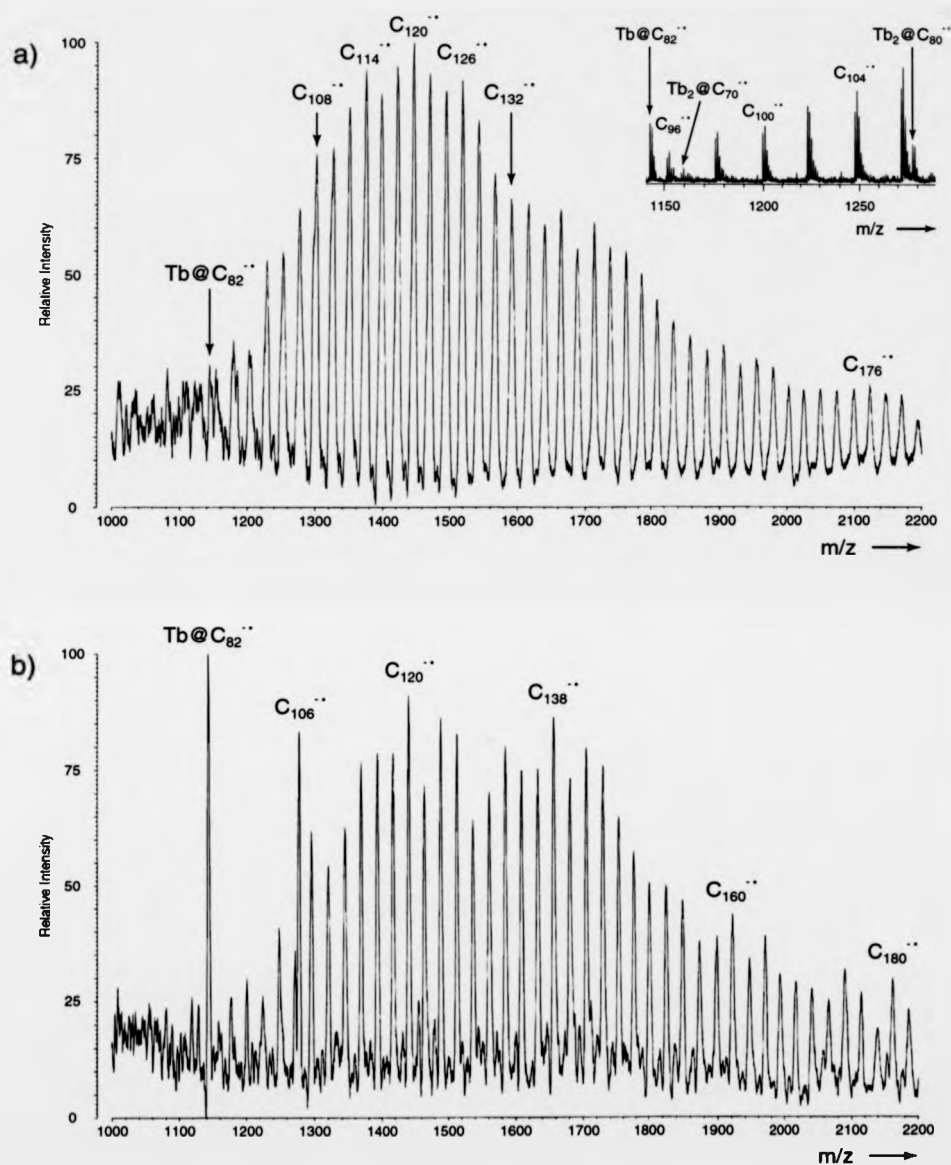 a)
Relative Intensity
100
75
50
25
0
1000 1100 1200 1300 1400 1500 1600 1700 1800 1900 2000 2100 2200
m/z
Tb@C₈₂⁻•
C₁₀₈⁻•
C₁₁₄⁻•
C₁₂₀⁻•
C₁₂₆⁻•
C₁₃₂⁻•
C₁₇₆⁻•
Tb@C₈₂⁻•
C₉₆⁻•
Tb₂@C₇₀⁻•
C₁₀₀⁻•
C₁₀₄⁻•
Tb₂@C₈₀⁻•
1150 1200 1250
m/z
b)
Relative Intensity
100
75
50
25
0
1000 1100 1200 1300 1400 1500 1600 1700 1800 1900 2000 2100 2200
m/z
Tb@C₈₂⁻•
C₁₀₆⁻•
C₁₂₀⁻•
C₁₃₈⁻•
C₁₆₀⁻•
C₁₈₀⁻•